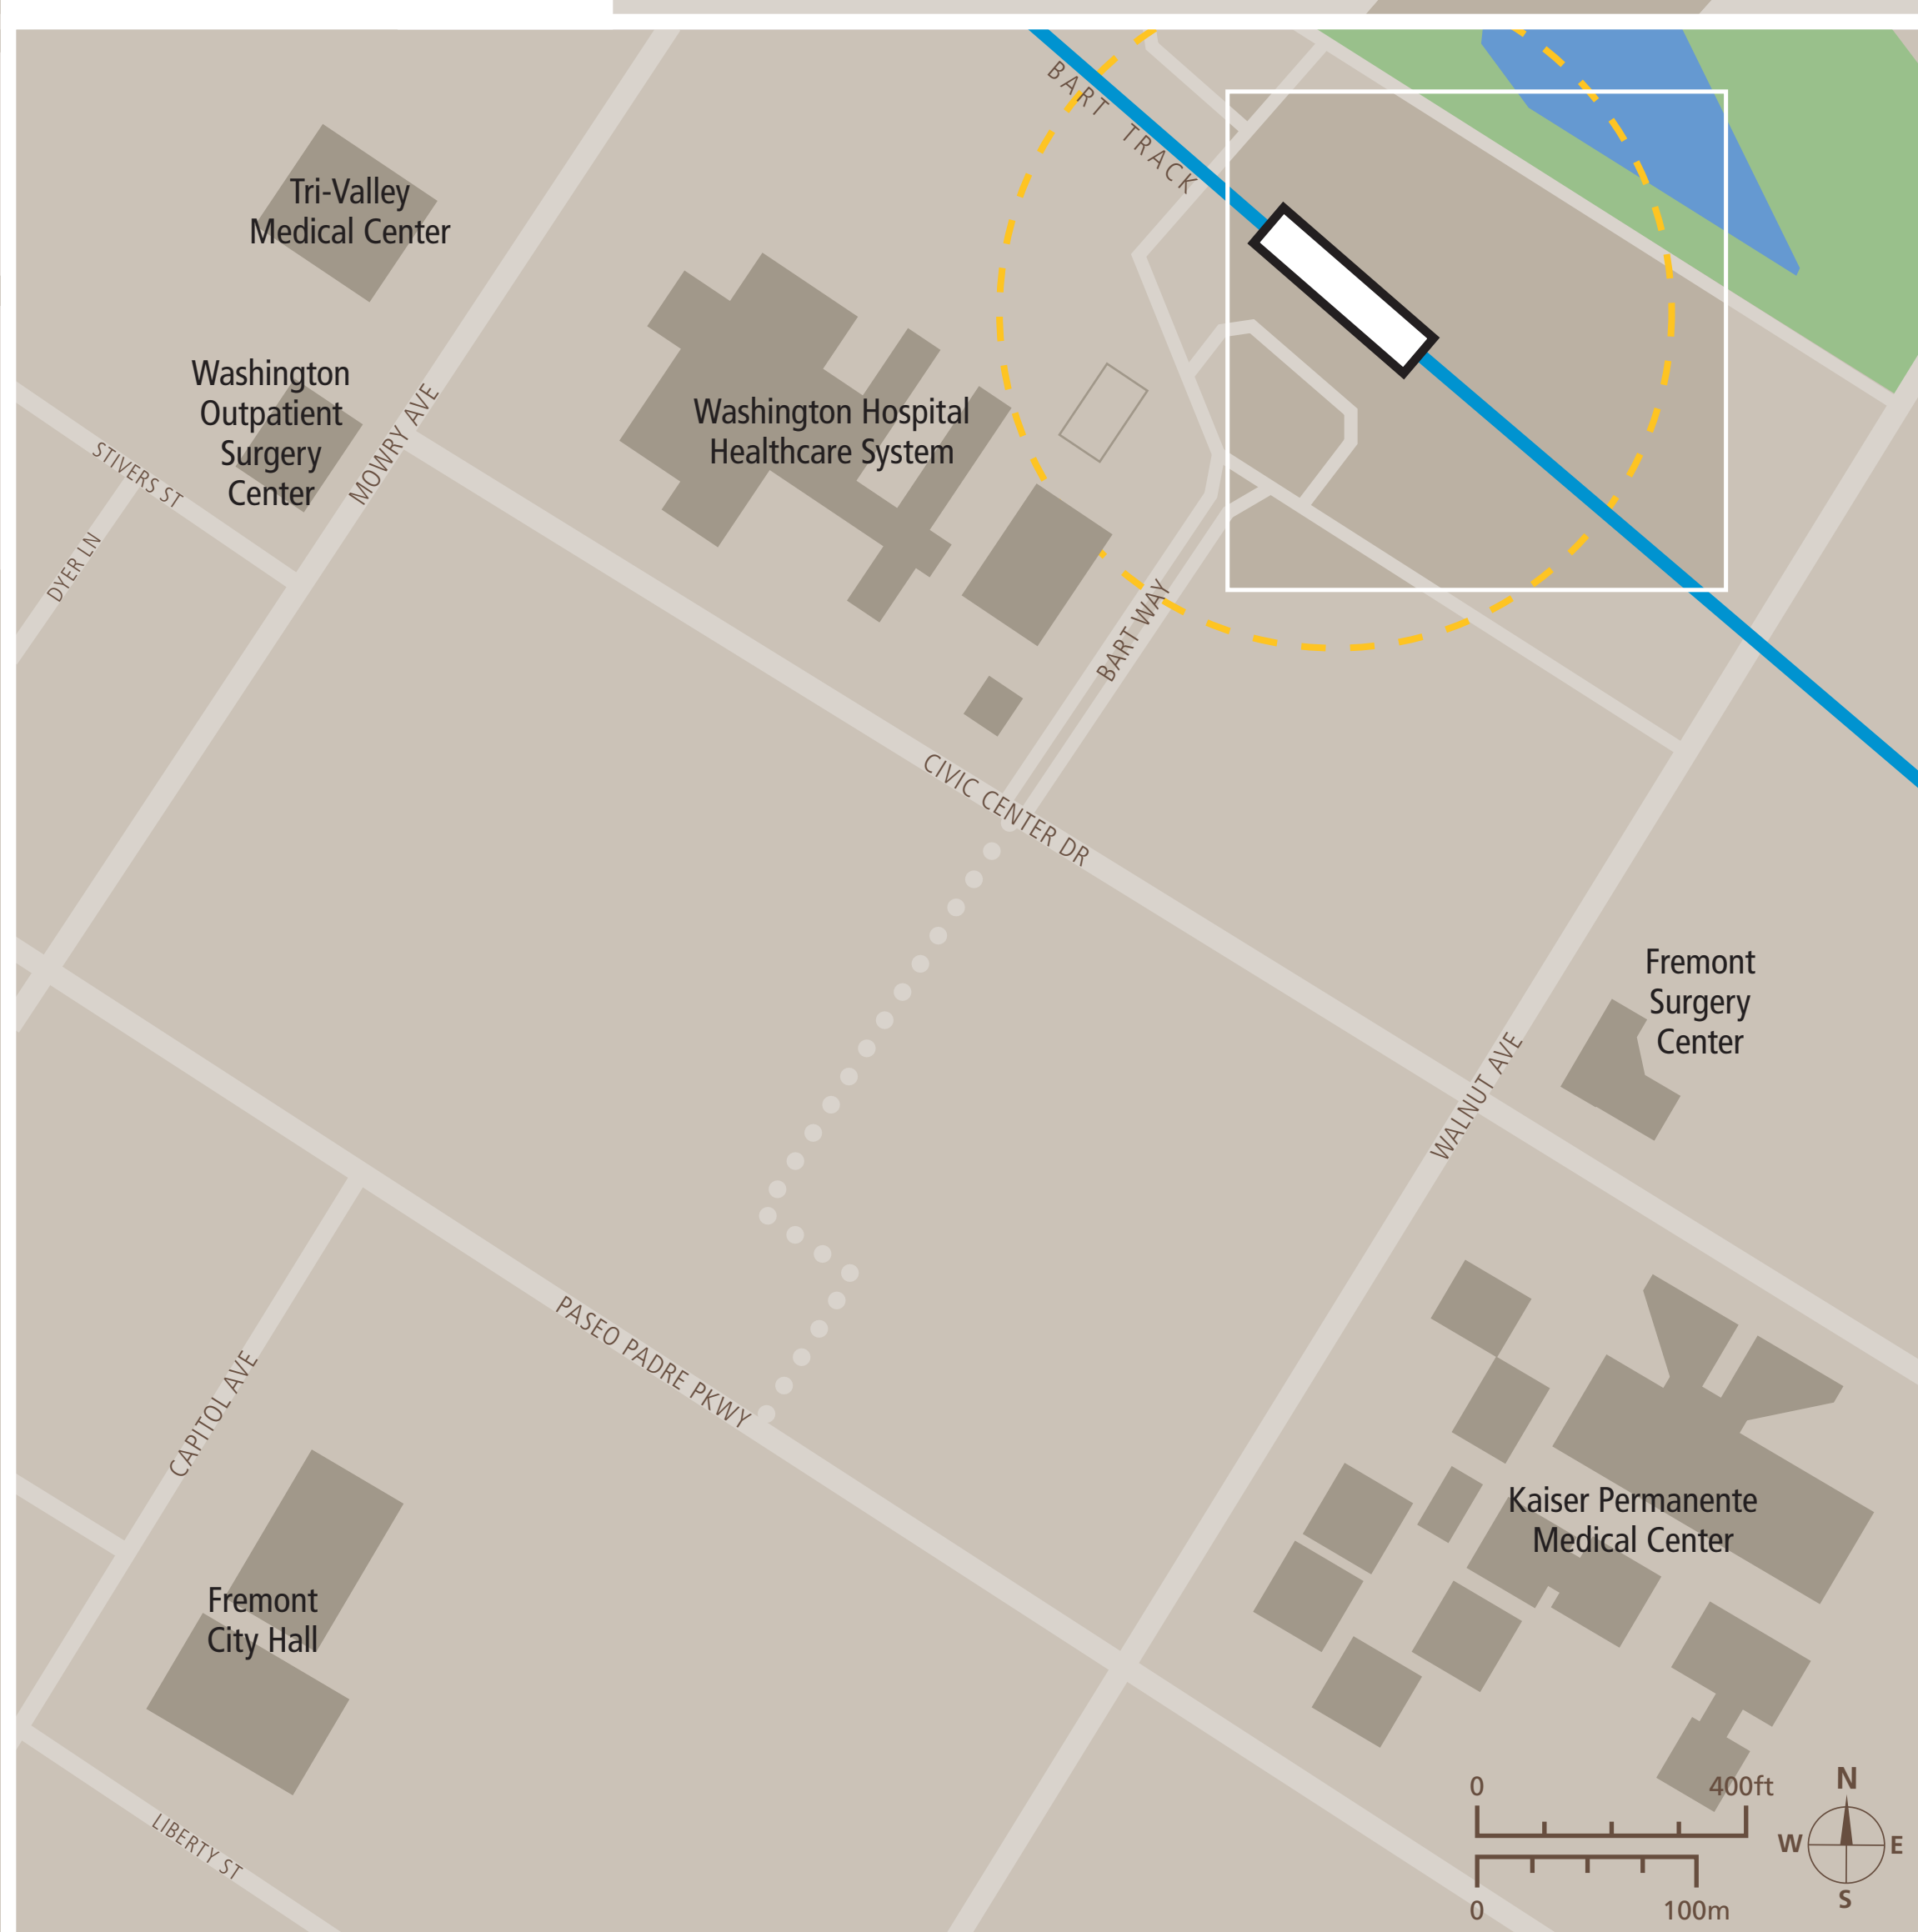 BART TRACK
Tri-Valley
Medical Center
Washington
Outpatient
Surgery
Center
MOWRY AVE
Washington Hospital
Healthcare System
STIVERS ST
DYER LN
BART WAY
CIVIC CENTER DR
Fremont
Surgery
Center
WALNUT AVE
PASEO PADRE PKWY
CAPITOL AVE
Kaiser Permanente
Medical Center
Fremont
City Hall
LIBERTY ST
0 400ft
0 100m
N
W E
S